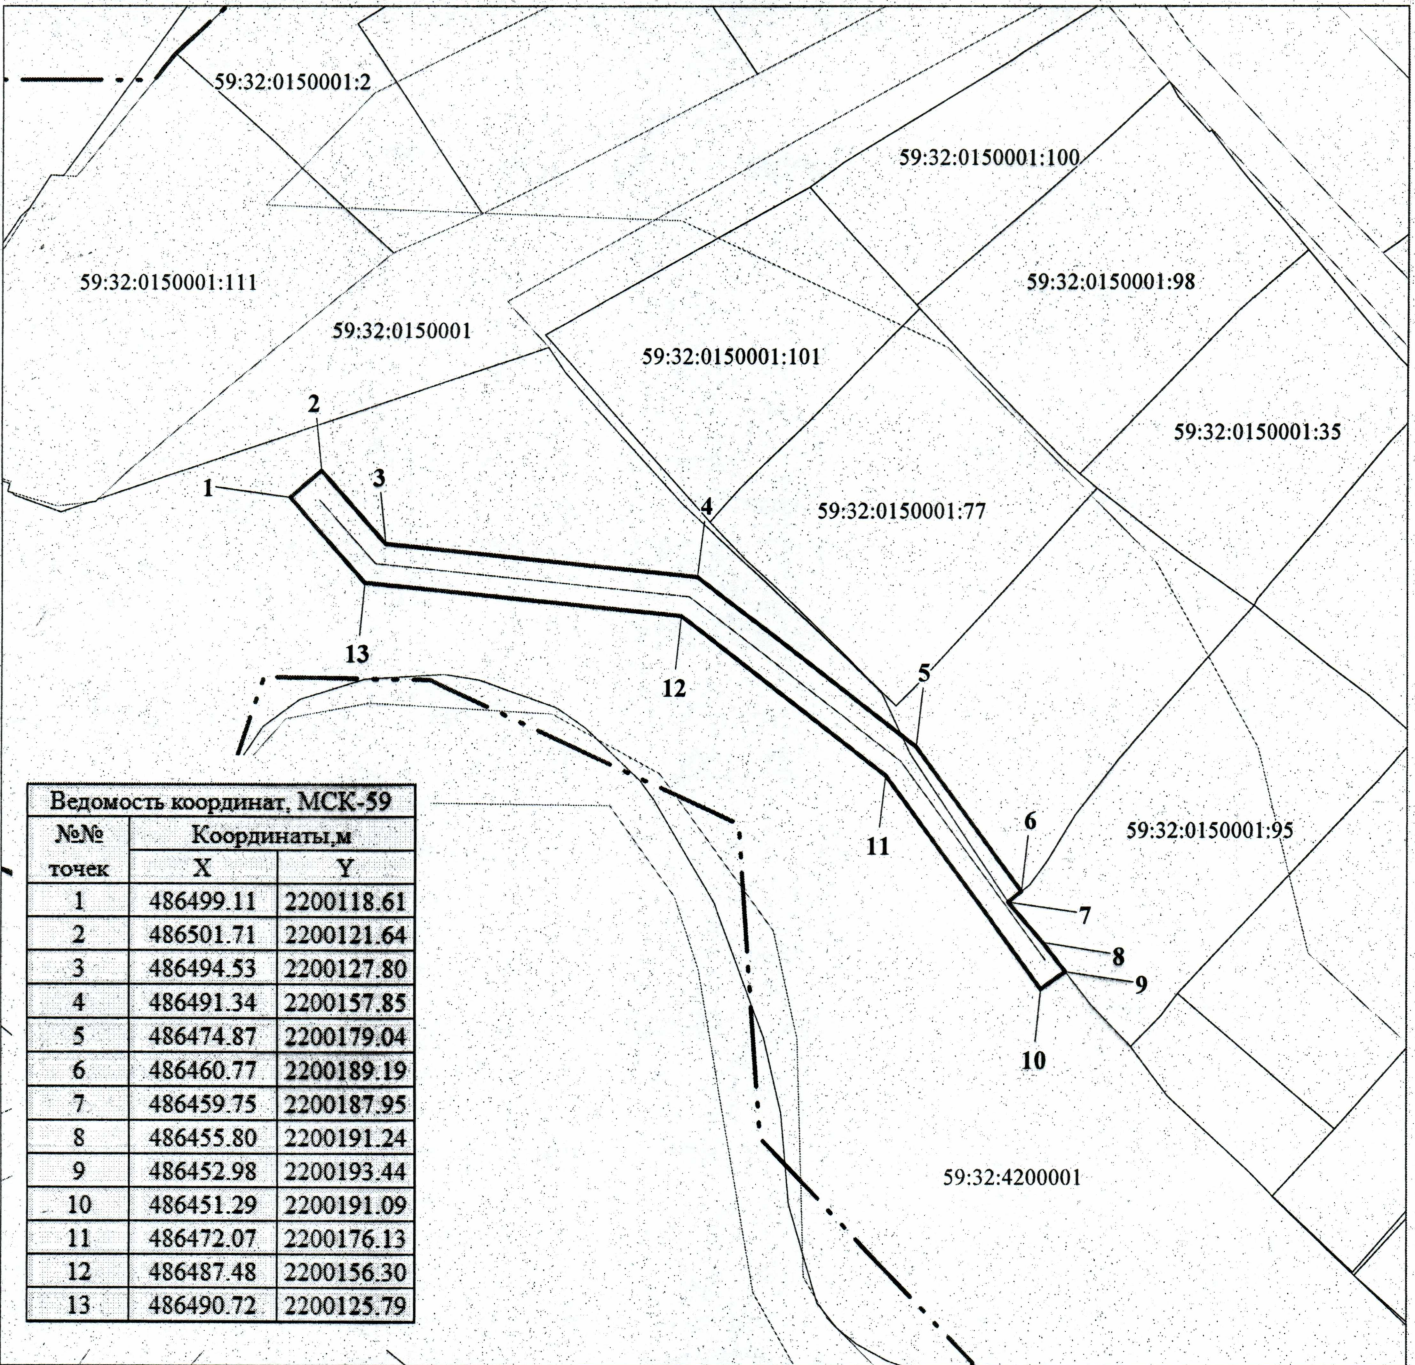 59:32:0150001:2
59:32:0150001:100
59:32:0150001:111
59:32:0150001:98
59:32:0150001
59:32:0150001:101
2
59:32:0150001:35
3
1
4
59:32:0150001:77
13
5
12
6
59:32:0150001:95
11
7
8
9
10
59:32:4200001
Ведомость координат, МСК-59
№№ точек Координаты,м
X Y
1 486499.11 2200118.61
2 486501.71 2200121.64
3 486494.53 2200127.80
4 486491.34 2200157.85
5 486474.87 2200179.04
6 486460.77 2200189.19
7 486459.75 2200187.95
8 486455.80 2200191.24
9 486452.98 2200193.44
10 486451.29 2200191.09
11 486472.07 2200176.13
12 486487.48 2200156.30
13 486490.72 2200125.79